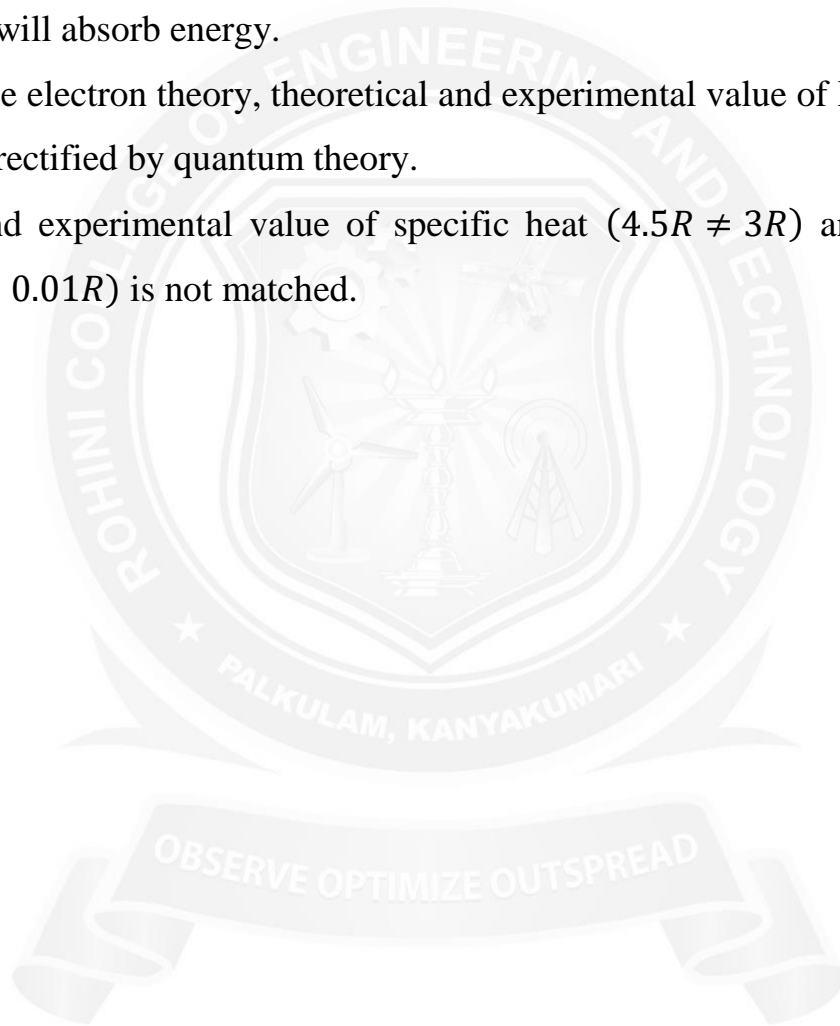 will absorb energy.
e electron theory, theoretical and experimental value of
rectified by quantum theory.
nd experimental value of specific heat (4.5R ≠ 3R) a
0.01R) is not matched.
ROHINI COLLEGE OF ENGINEERING AND TECHNOLOGY
PALKULAM, KANYAKUMARI
OBSERVE OPTIMIZE OUTSPREAD